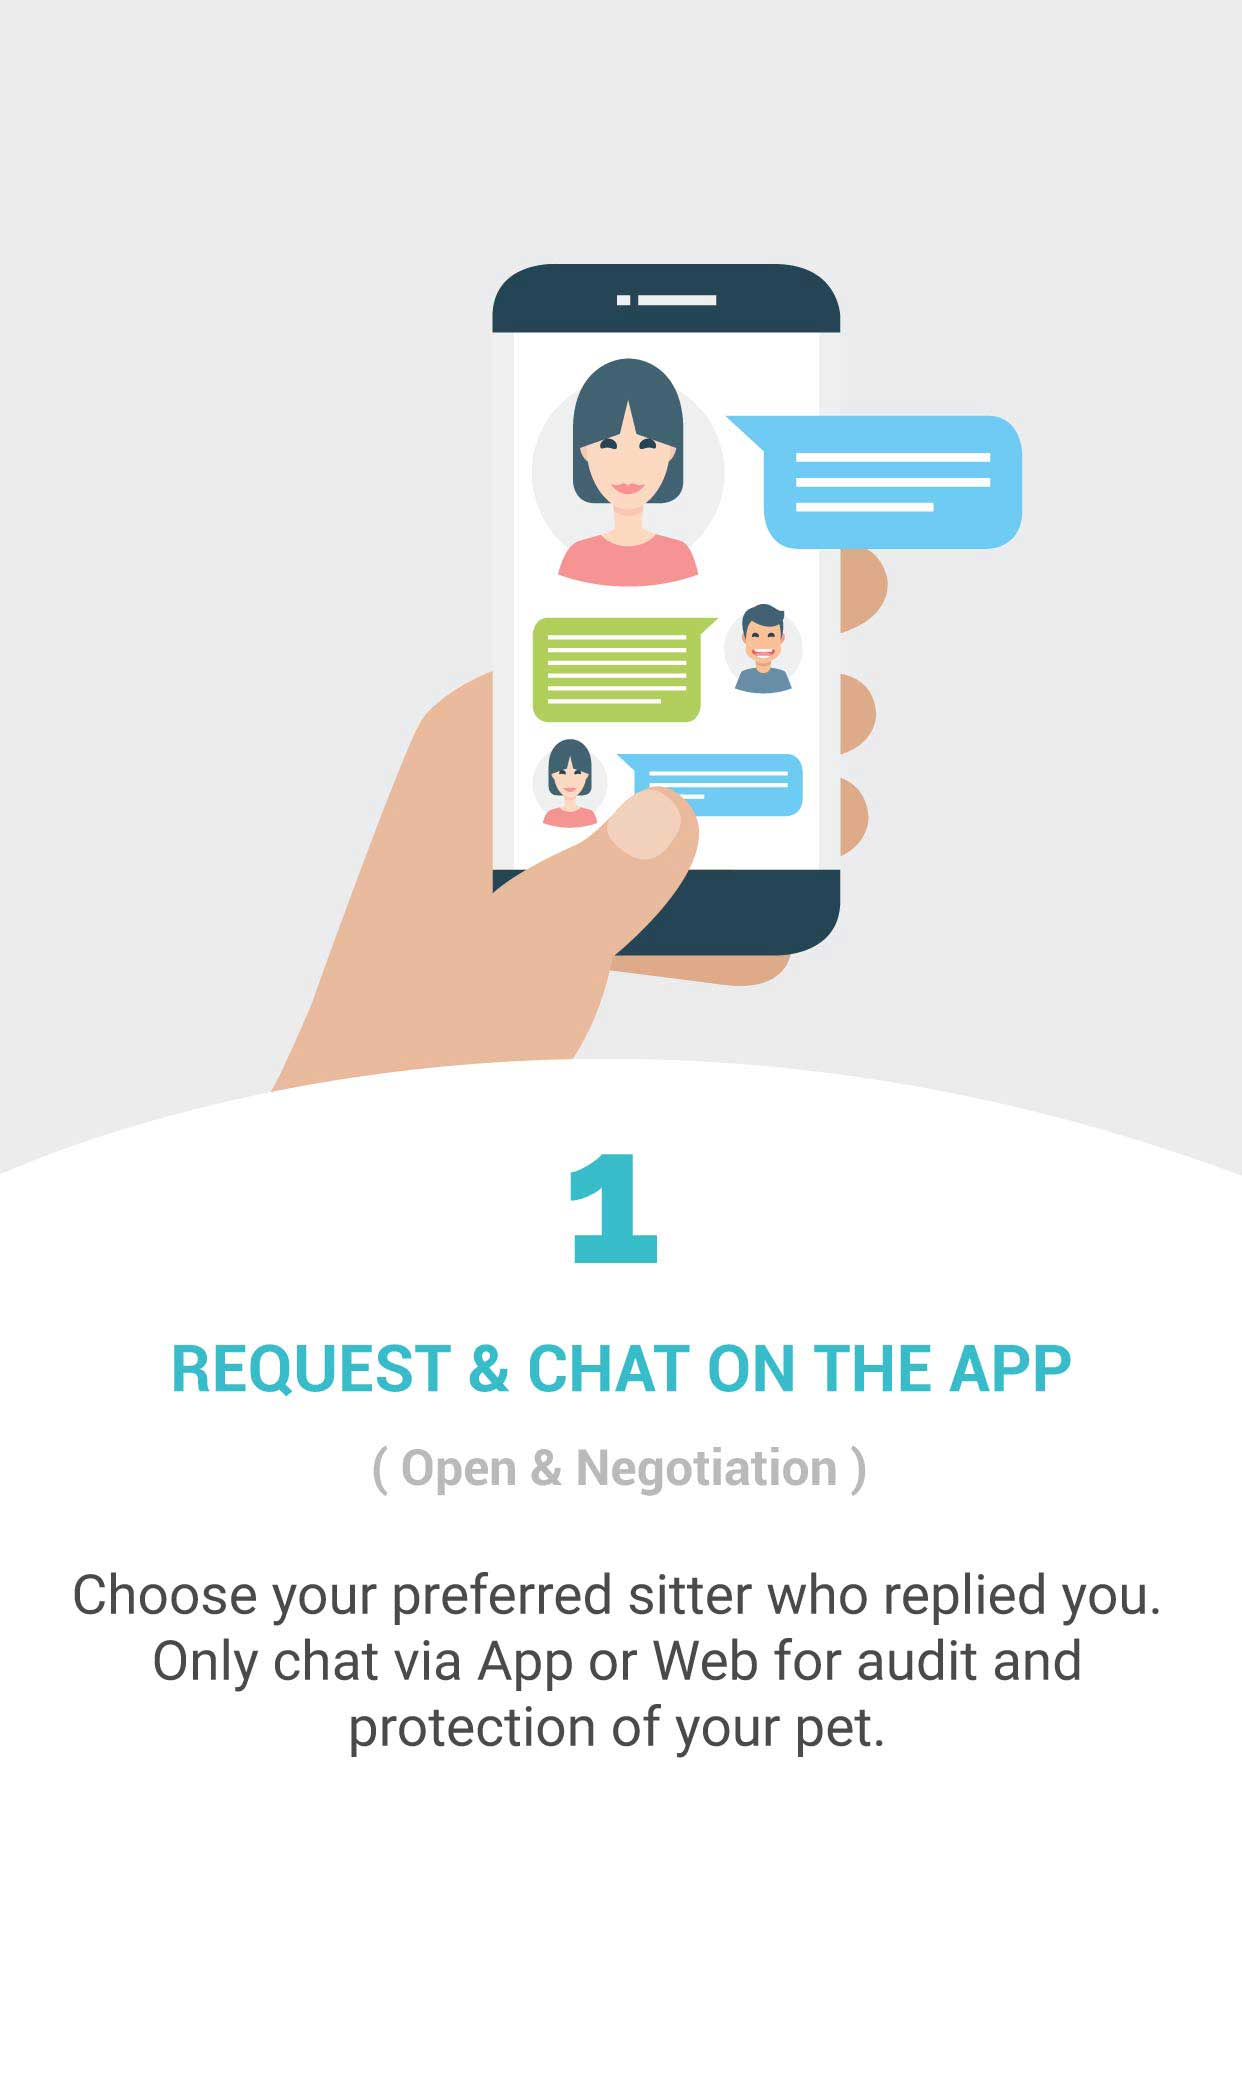 1
REQUEST & CHAT ON THE APP
( Open & Negotiation )
Choose your preferred sitter who replied you.
Only chat via App or Web for audit and
protection of your pet.